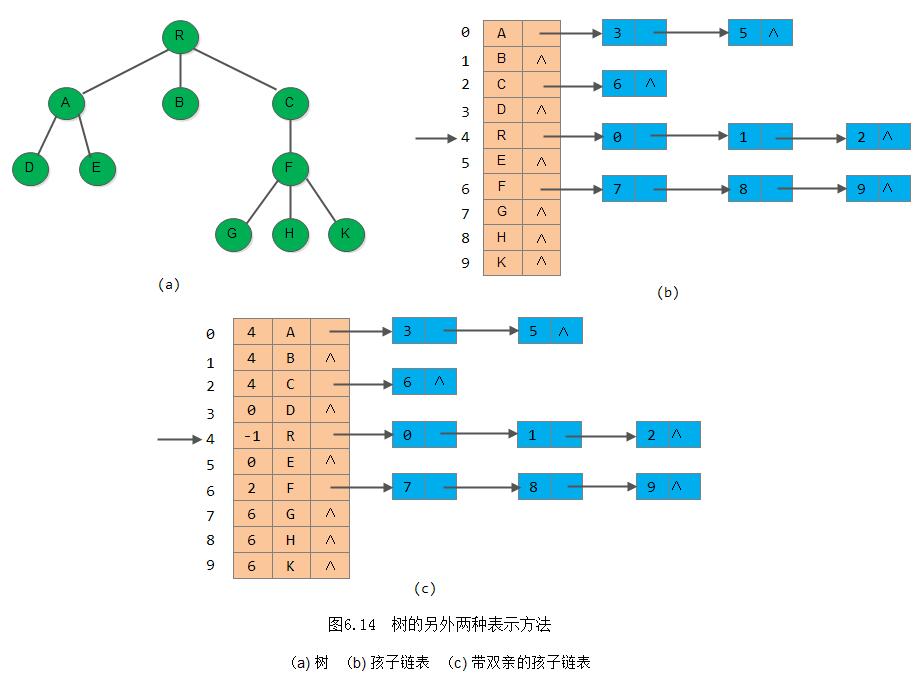 R
A B C
D E F
G H K
(a)
0 A 3 5 ^
1 B ^
2 C 6 ^
3 D ^
4 R 0 1 2 ^
5 E ^
6 F 7 8 9 ^
7 G ^
8 H ^
9 K ^
(b)
0 4 A 3 5 ^
1 4 B ^
2 4 C 6 ^
3 0 D ^
4 -1 R 0 1 2 ^
5 0 E ^
6 2 F 7 8 9 ^
7 6 G ^
8 6 H ^
9 6 K ^
(c)
图6.14 树的另外两种表示方法
(a) 树 (b) 孩子链表 (c) 带双亲的孩子链表